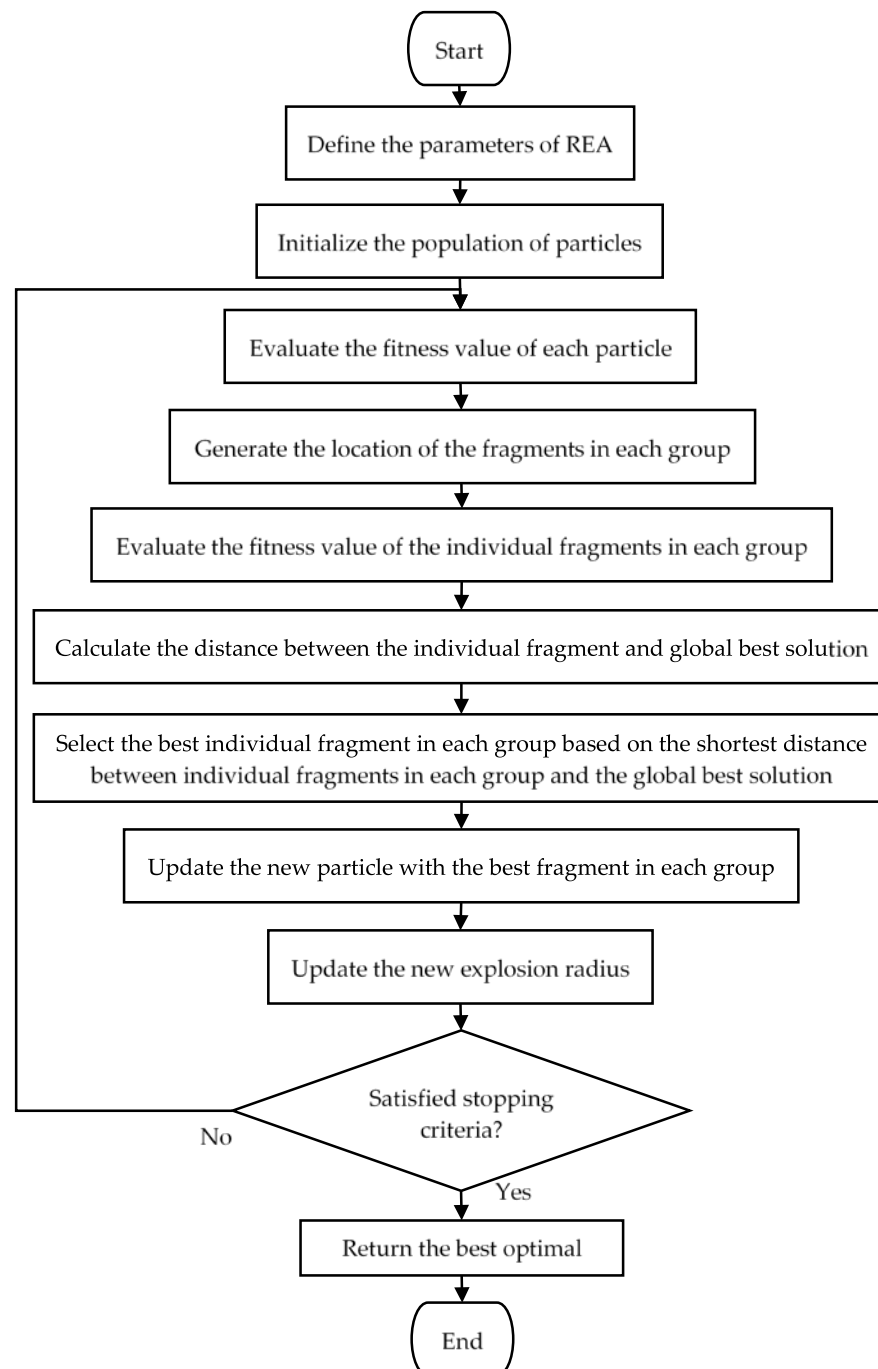 Start
Define the parameters of REA
Initialize the population of particles
Evaluate the fitness value of each particle
Generate the location of the fragments in each group
Evaluate the fitness value of the individual fragments in each group
Calculate the distance between the individual fragment and global best solution
Select the best individual fragment in each group based on the shortest distance
between individual fragments in each group and the global best solution
Update the new particle with the best fragment in each group
Update the new explosion radius
Satisfied stopping
criteria?
No
Yes
Return the best optimal
End